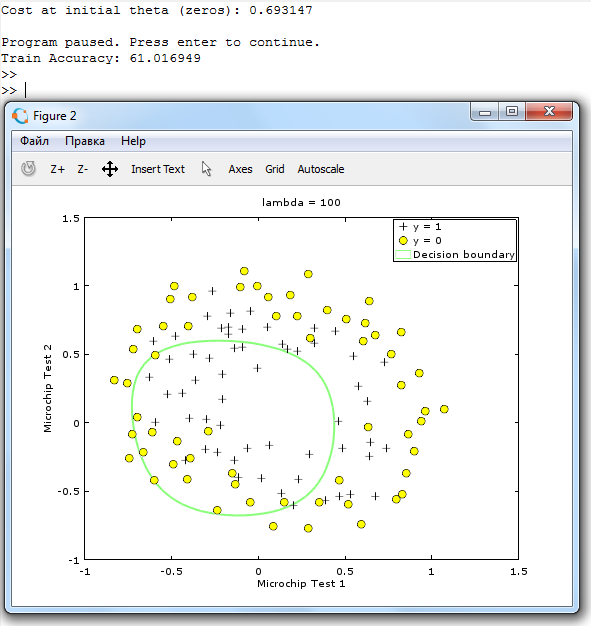 Cost at initial theta (zeros): 0.693147
Program paused. Press enter to continue.
Train Accuracy: 61.016949
>>
>>
Figure 2
Файл Правка Help
Z+ Z- Insert Text Axes Grid Autoscale
lambda = 100
y = 1
y = 0
Decision boundary
1.5
1
0.5
0
-0.5
-1
Microchip Test 2
-1 -0.5 0 0.5 1 1.5
Microchip Test 1